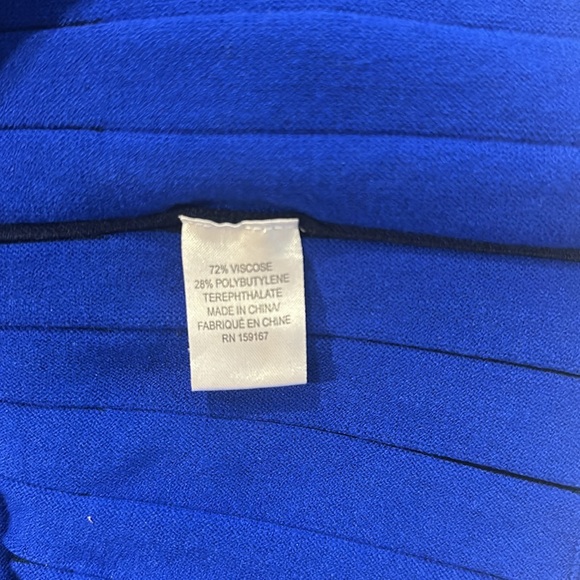 72% VISCOSE
28% POLYBUTYLENE
TEREPHTHALATE
MADE IN CHINA/
FABRIQUÉ EN CHINE
RN 159167